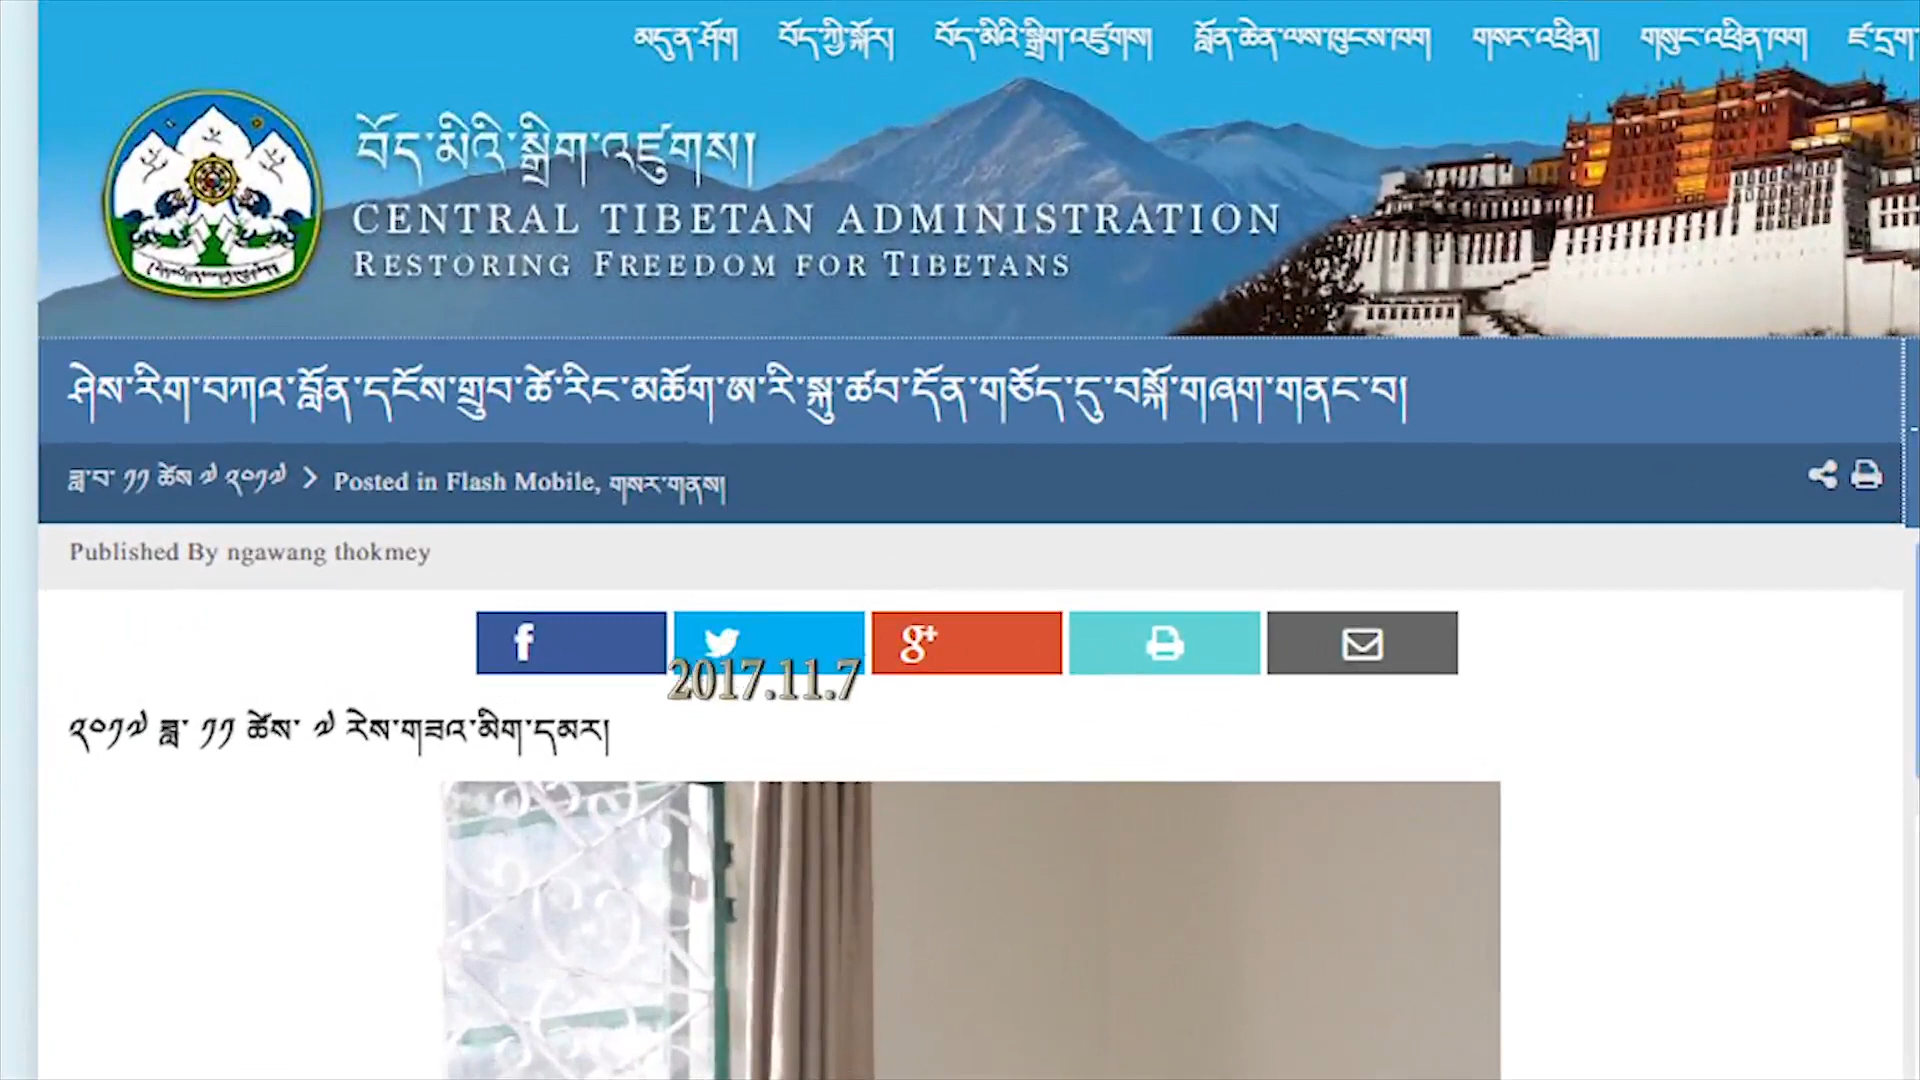 མདུན་ཤོག བོད་ཀྱི་སྐོར། བོད་མིའི་སྒྲིག་འཛུགས། བློན་ཆེན་ལས་ཁུངས་ཁག གསར་འཕྲིན། གསུང་འཕྲིན་ཁག ཛ་དྲག་
བོད་མིའི་སྒྲིག་འཛུགས།
CENTRAL TIBETAN ADMINISTRATION
RESTORING FREEDOM FOR TIBETANS
ཤེས་རིག་བཀའ་བློན་དངོས་གྲུབ་ཚེ་རིང་མཆོག་ཨ་རི་སྐུ་ཚབ་དོན་གཅོད་དུ་བསྐོ་གཞག་གནང་བ།
ཟླ་བ་ ༡༡ ཚེས ༧ ༢༠༡༧ > Posted in Flash Mobile, གསར་གནས།
Published By ngawang thokmey
2017.11.7
༢༠༡༧ ཟླ་ ༡༡ ཚེས་ ༧ རེས་གཟའ་མིག་དམར།